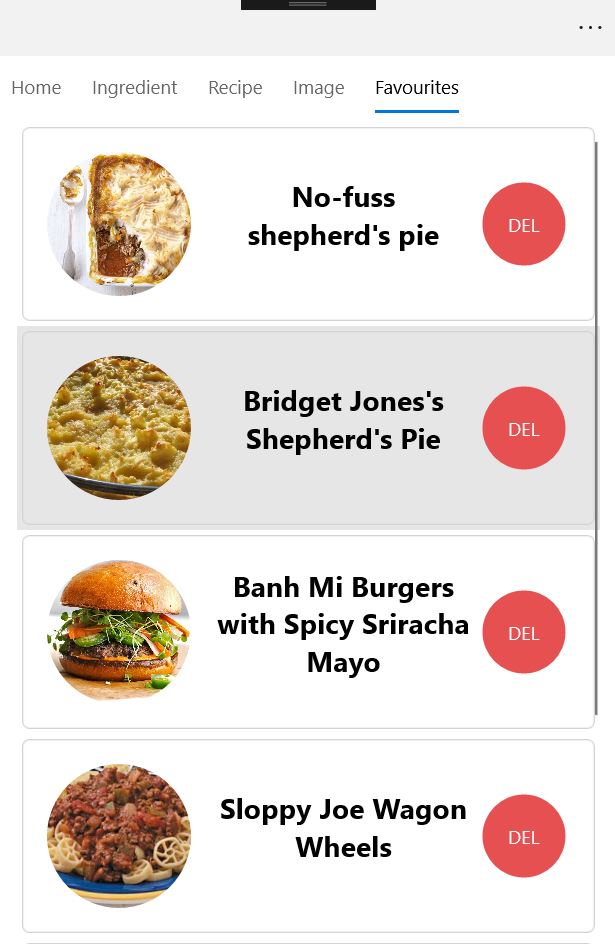 Home Ingredient Recipe Image Favourites
No-fuss
shepherd's pie
DEL
Bridget Jones's
Shepherd's Pie
DEL
Banh Mi Burgers
with Spicy Sriracha
Mayo
DEL
Sloppy Joe Wagon
Wheels
DEL